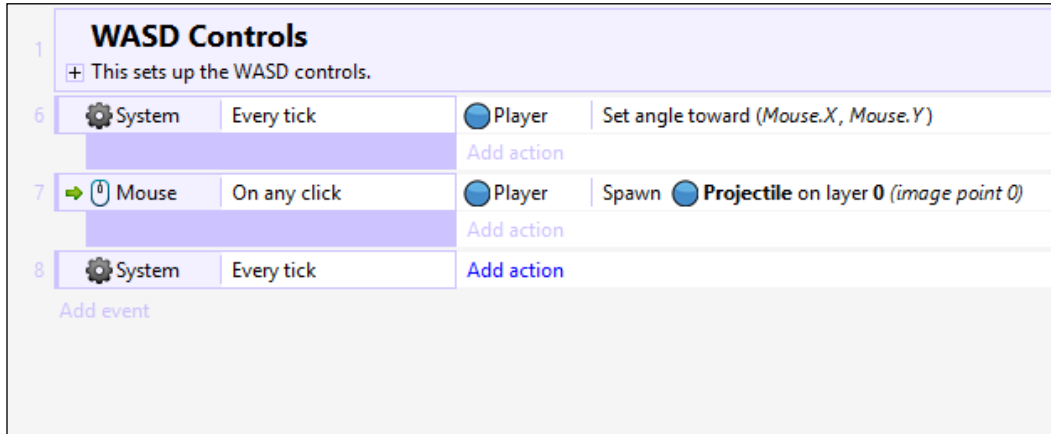 1 WASD Controls
This sets up the WASD controls.
6 System Every tick Player Set angle toward (Mouse.X, Mouse.Y)
Add action
7 Mouse On any click Player Spawn Projectile on layer 0 (image point 0)
Add action
8 System Every tick Add action
Add event